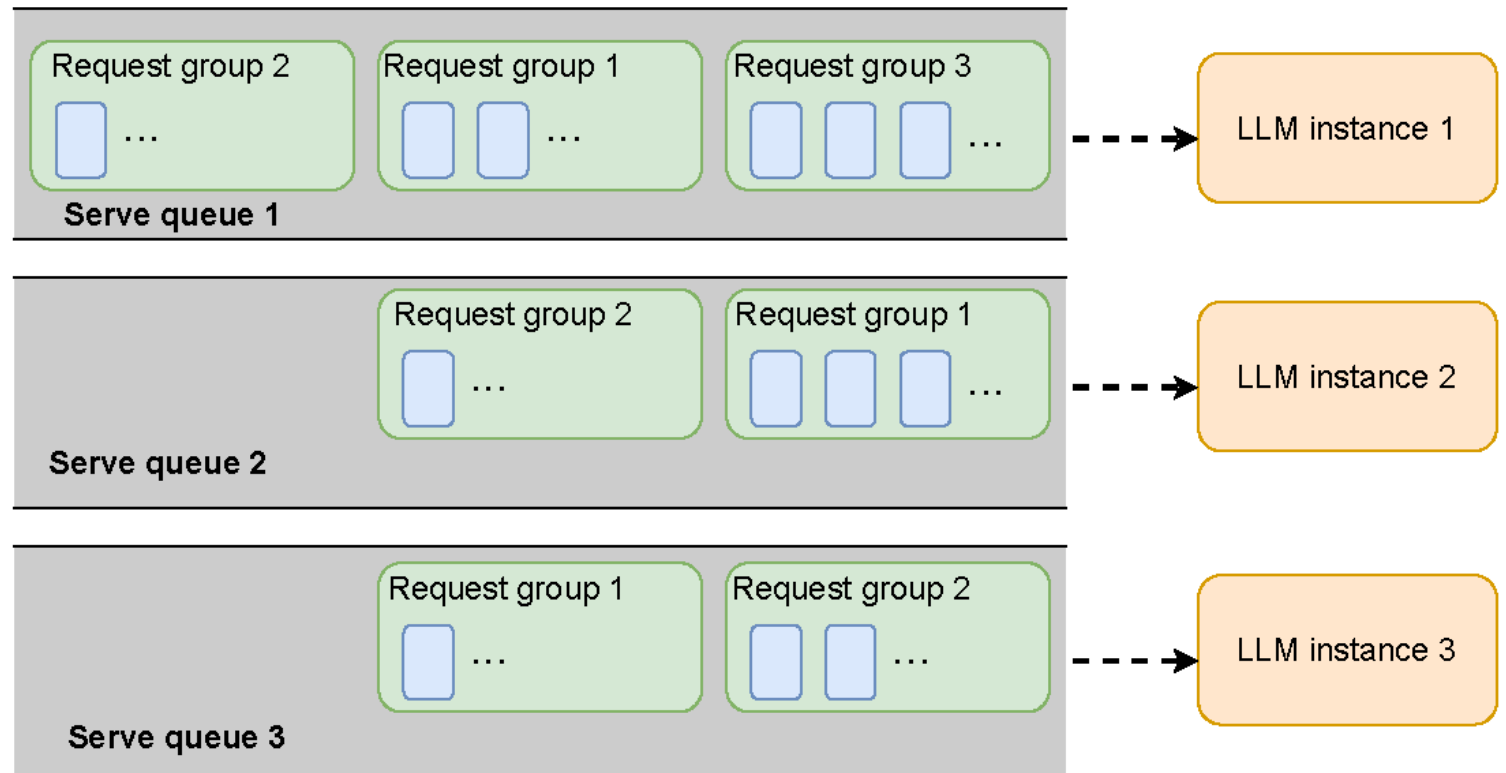 Request group 2
...
Request group 1
...
Request group 3
...
LLM instance 1
Serve queue 1
Request group 2
...
Request group 1
...
LLM instance 2
Serve queue 2
Request group 1
...
Request group 2
...
LLM instance 3
Serve queue 3